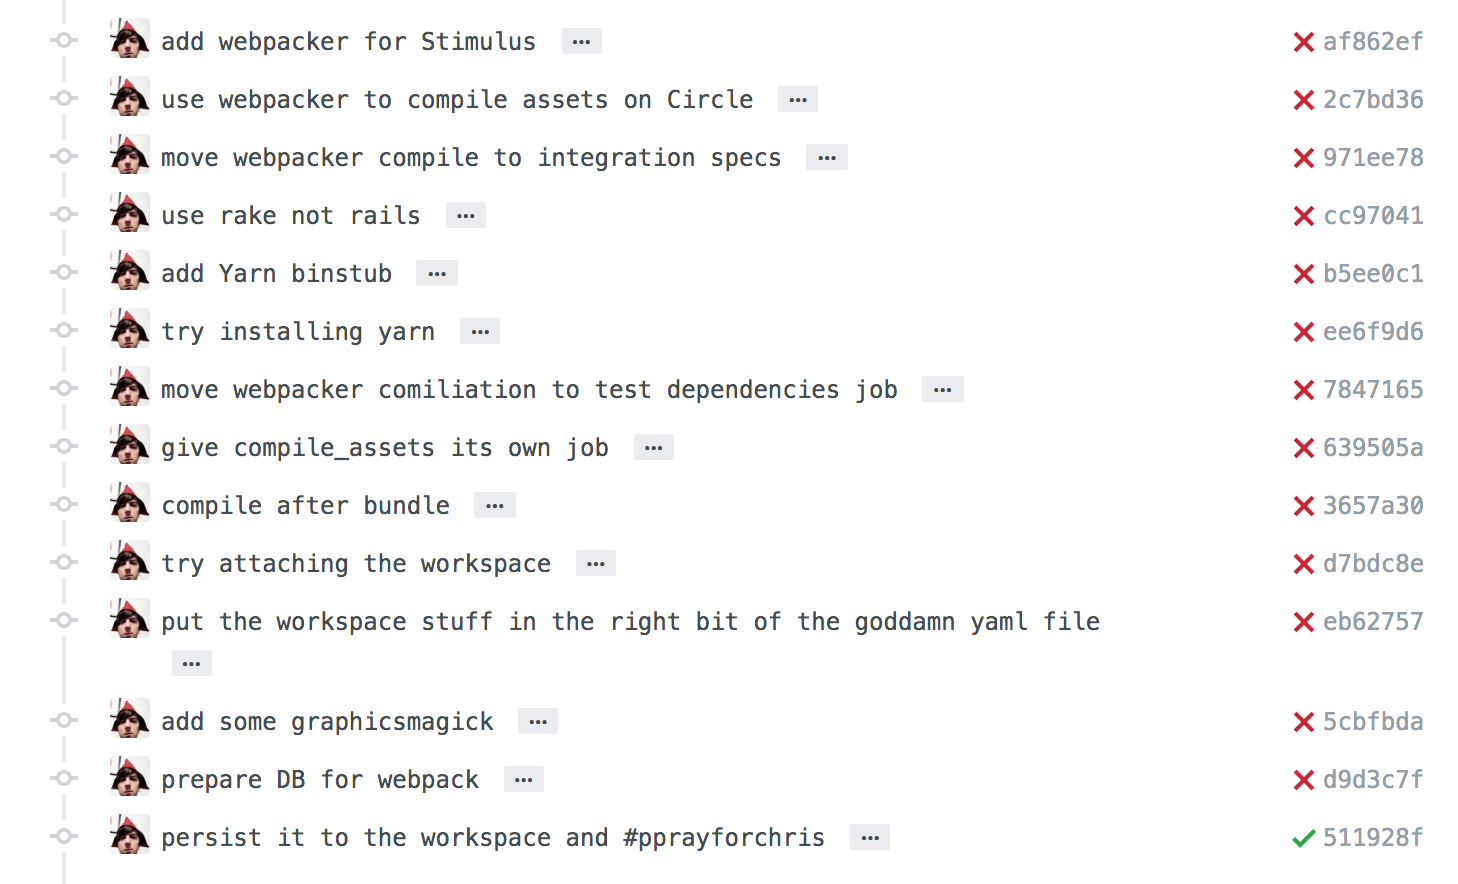 add webpacker for Stimulus … af862ef
use webpacker to compile assets on Circle … 2c7bd36
move webpacker compile to integration specs … 971ee78
use rake not rails … cc97041
add Yarn binstub … b5ee0c1
try installing yarn … ee6f9d6
move webpacker comiliation to test dependencies job … 7847165
give compile_assets its own job … 639505a
compile after bundle … 3657a30
try attaching the workspace … d7bdc8e
put the workspace stuff in the right bit of the goddamn yaml file eb62757
…
add some graphicsmagick … 5cbfbda
prepare DB for webpack … d9d3c7f
persist it to the workspace and #pprayforchris … 511928f